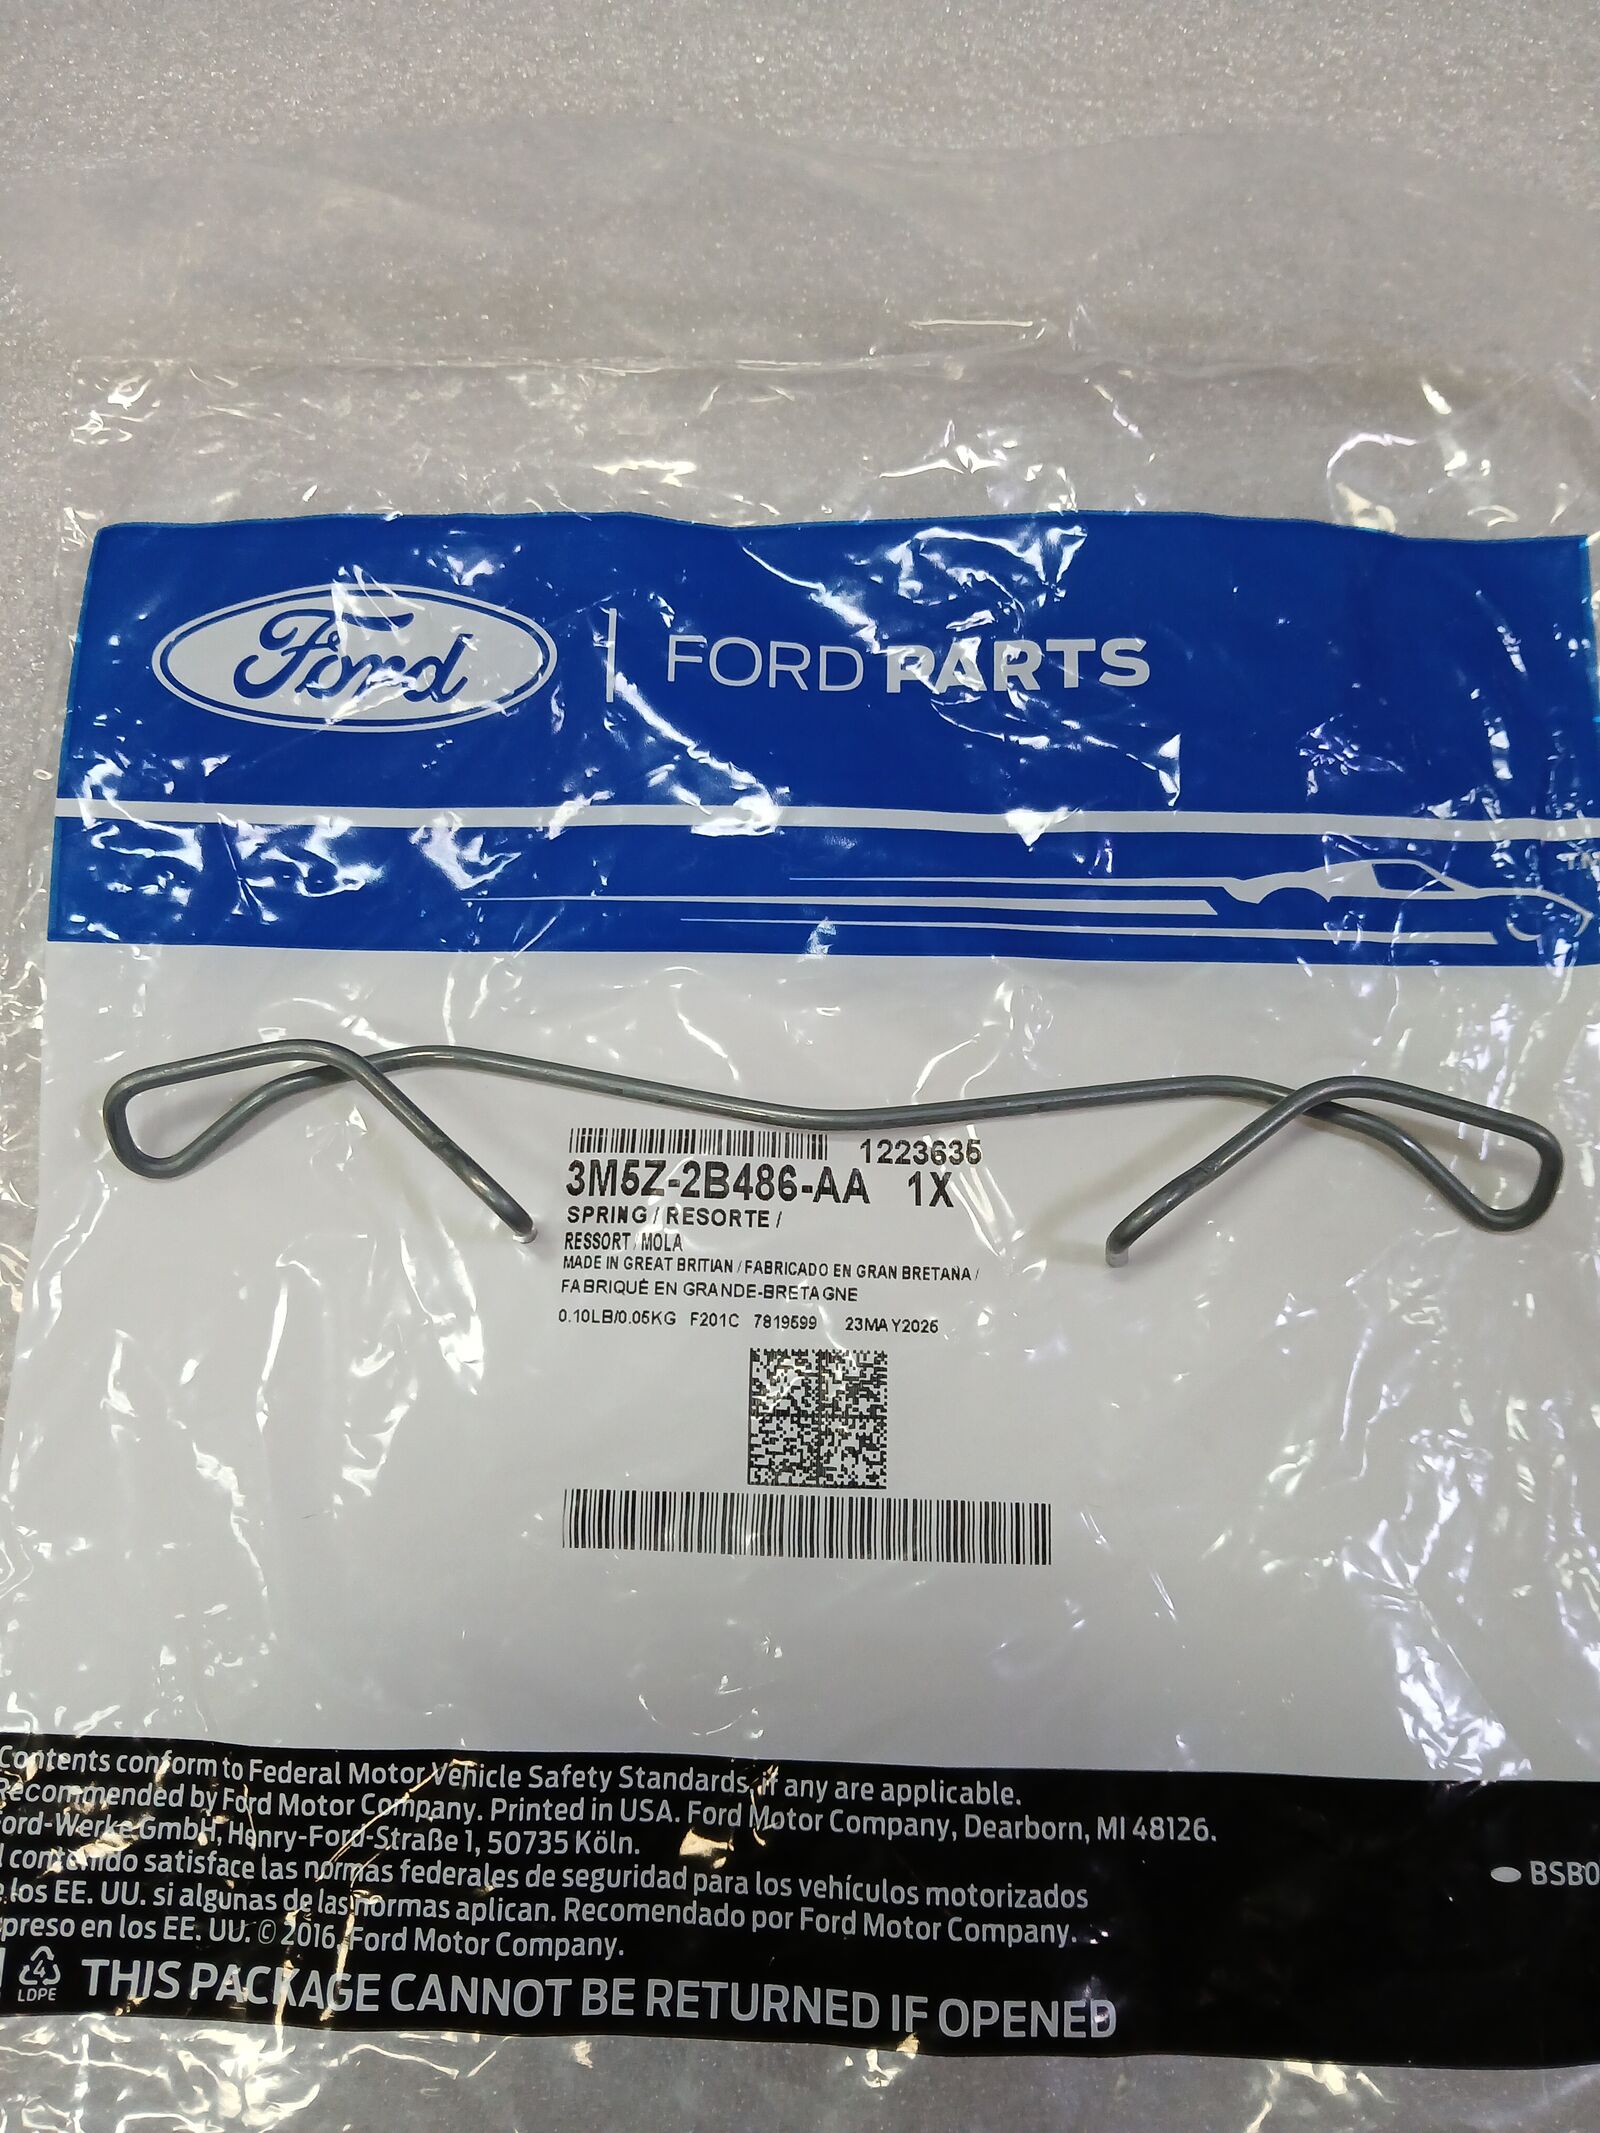 Ford
FORD PARTS
TM
1223635
3M5Z-2B486-AA 1X
SPRING / RESORTE /
RESSORT / MOLA
MADE IN GREAT BRITIAN / FABRICADO EN GRAN BRETAÑA /
FABRIQUÉ EN GRANDE-BRETAGNE
0.10LB/0.05KG F201C 7819599 23MAY2025
Contents conform to Federal Motor Vehicle Safety Standards, if any are applicable.
Recommended by Ford Motor Company. Printed in USA. Ford Motor Company, Dearborn, MI 48126.
Ford-Werke GmbH, Henry-Ford-Straße 1, 50735 Köln.
l contenido satisface las normas federales de seguridad para los vehículos motorizados
e los EE. UU. si algunas de las normas aplican. Recomendado por Ford Motor Company.
preso en los EE. UU. © 2016, Ford Motor Company.
BSB0
4
LDPE
THIS PACKAGE CANNOT BE RETURNED IF OPENED